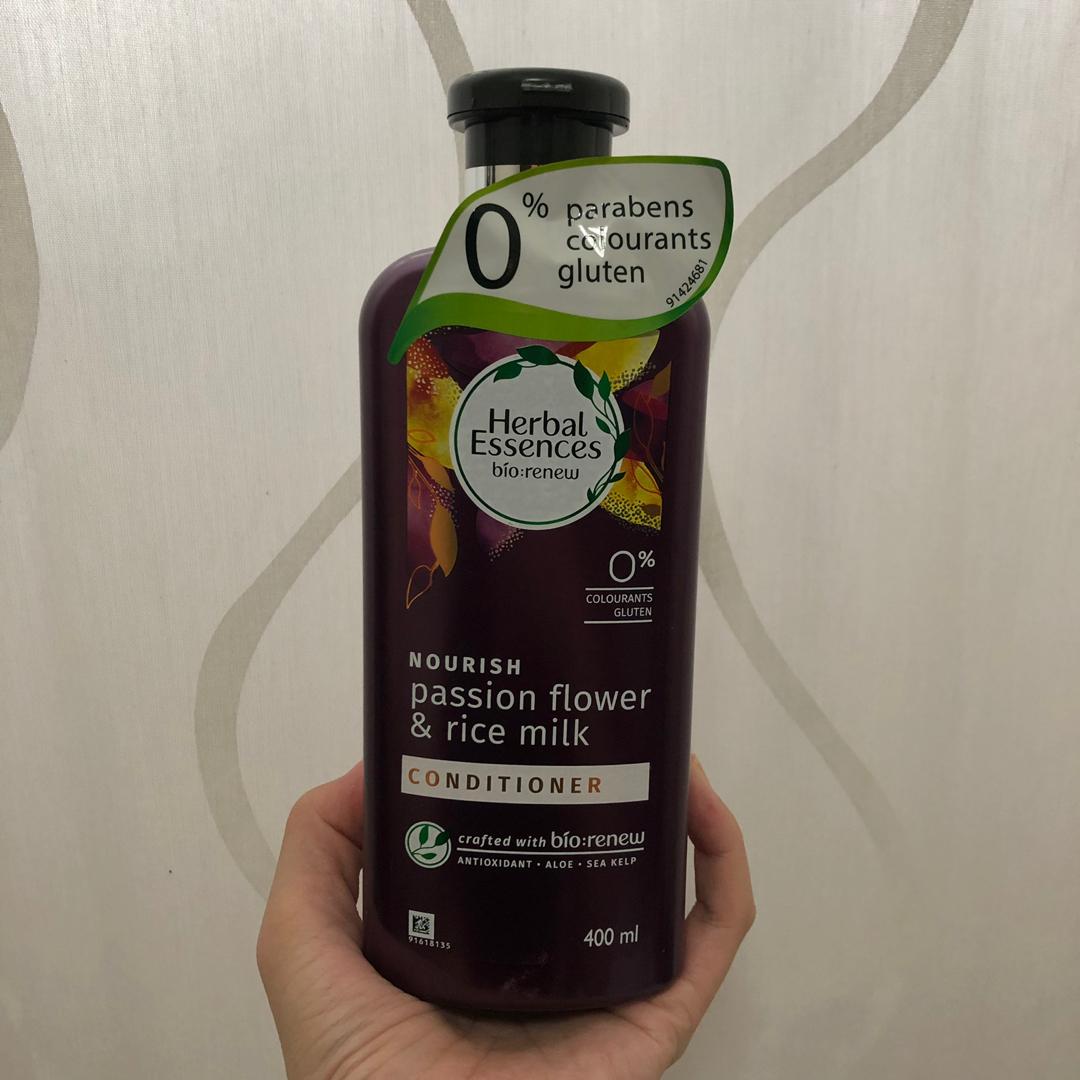 0% parabens
colourants
gluten
91424681
Herbal
Essences
bío:renew
0%
COLOURANTS
GLUTEN
NOURISH
passion flower
& rice milk
CONDITIONER
crafted with bío:renew
ANTIOXIDANT • ALOE • SEA KELP
91618135
400 ml